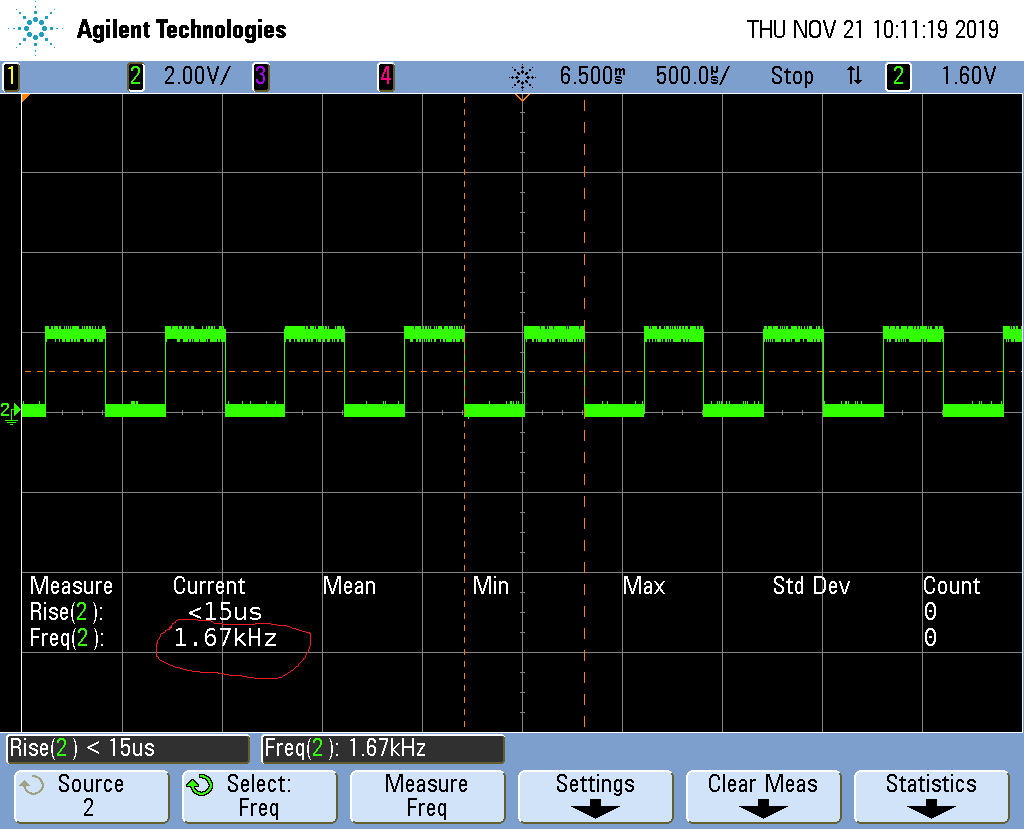 Agilent Technologies
THU NOV 21 10:11:19 2019
1 2 2.00V/ 3 4 6.500ms 500.0us/ Stop ⇅ 2 1.60V
2
Measure Current Mean Min Max Std Dev Count
Rise(2): <15us 0
Freq(2): 1.67kHz 0
Rise(2) < 15us Freq(2): 1.67kHz
Source Select: Measure Settings Clear Meas Statistics
2 Freq Freq